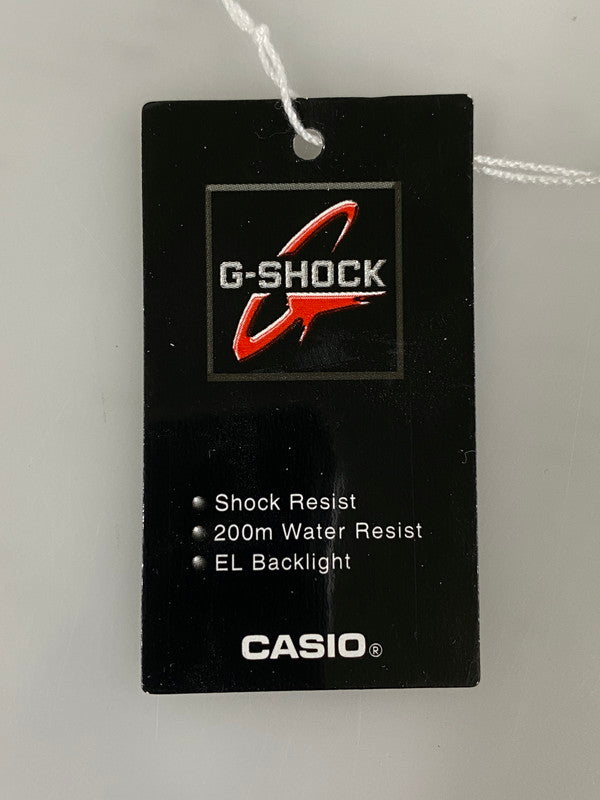 G-SHOCK
Shock Resist
200m Water Resist
EL Backlight
CASIO®